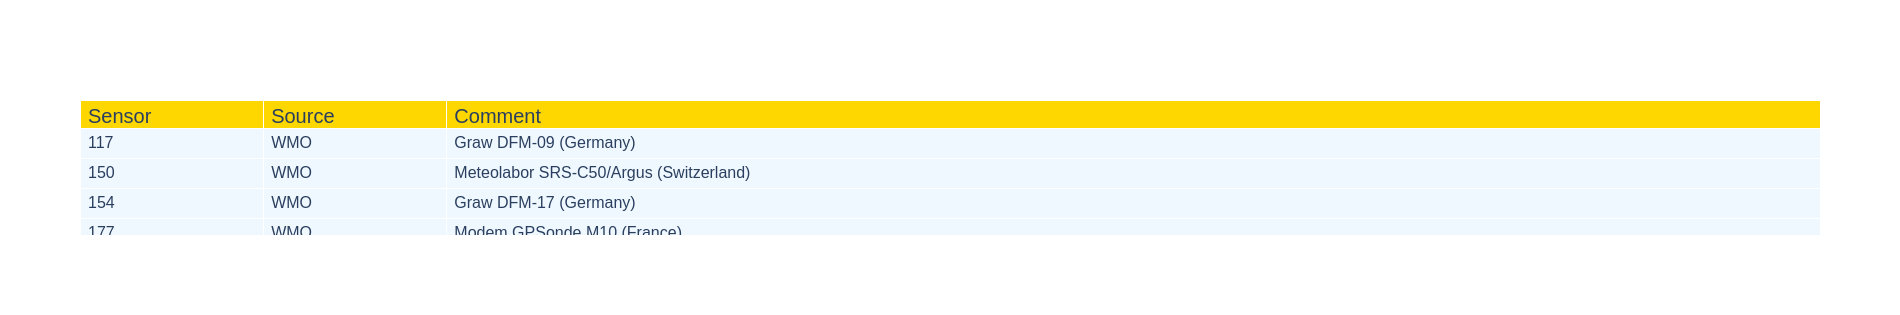 Sensor Source Comment
117 WMO Graw DFM-09 (Germany)
150 WMO Meteolabor SRS-C50/Argus (Switzerland)
154 WMO Graw DFM-17 (Germany)
177 WMO Modem GPSonde M10 (France)